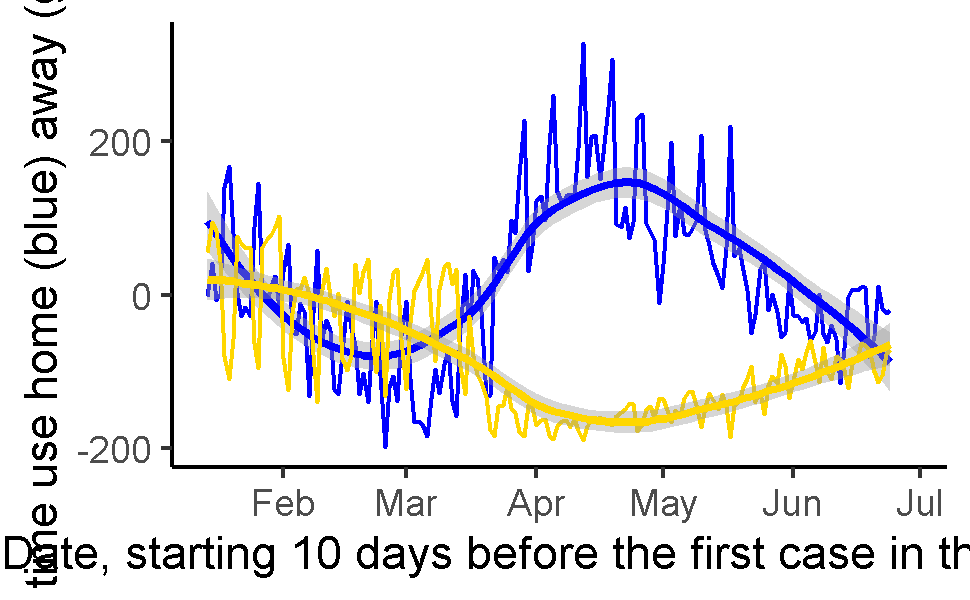 time use home (blue) away (
200
0
-200
Feb Mar Apr May Jun Jul
Date, starting 10 days before the first case in th